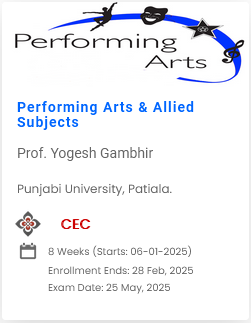 Performing
Arts
Performing Arts & Allied
Subjects
Prof. Yogesh Gambhir
Punjabi University, Patiala.
CEC
8 Weeks (Starts: 06-01-2025)
Enrollment Ends: 28 Feb, 2025
Exam Date: 25 May, 2025